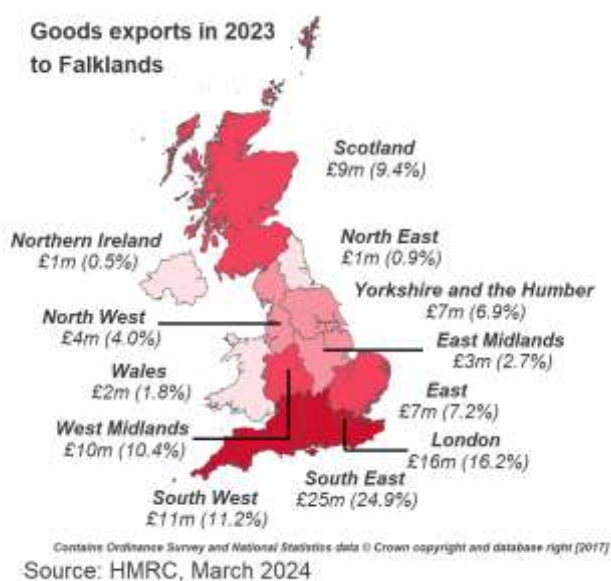 Goods exports in 2023
to Falklands
Scotland
£9m (9.4%)
Northern Ireland
£1m (0.5%)
North East
£1m (0.9%)
Yorkshire and the Humber
£7m (6.9%)
North West
£4m (4.0%)
East Midlands
£3m (2.7%)
Wales
£2m (1.8%)
East
£7m (7.2%)
West Midlands
£10m (10.4%)
London
£16m (16.2%)
South East
£25m (24.9%)
South West
£11m (11.2%)
Contains Ordinance Survey and National Statistics data © Crown copyright and database right [2017]
Source: HMRC, March 2024